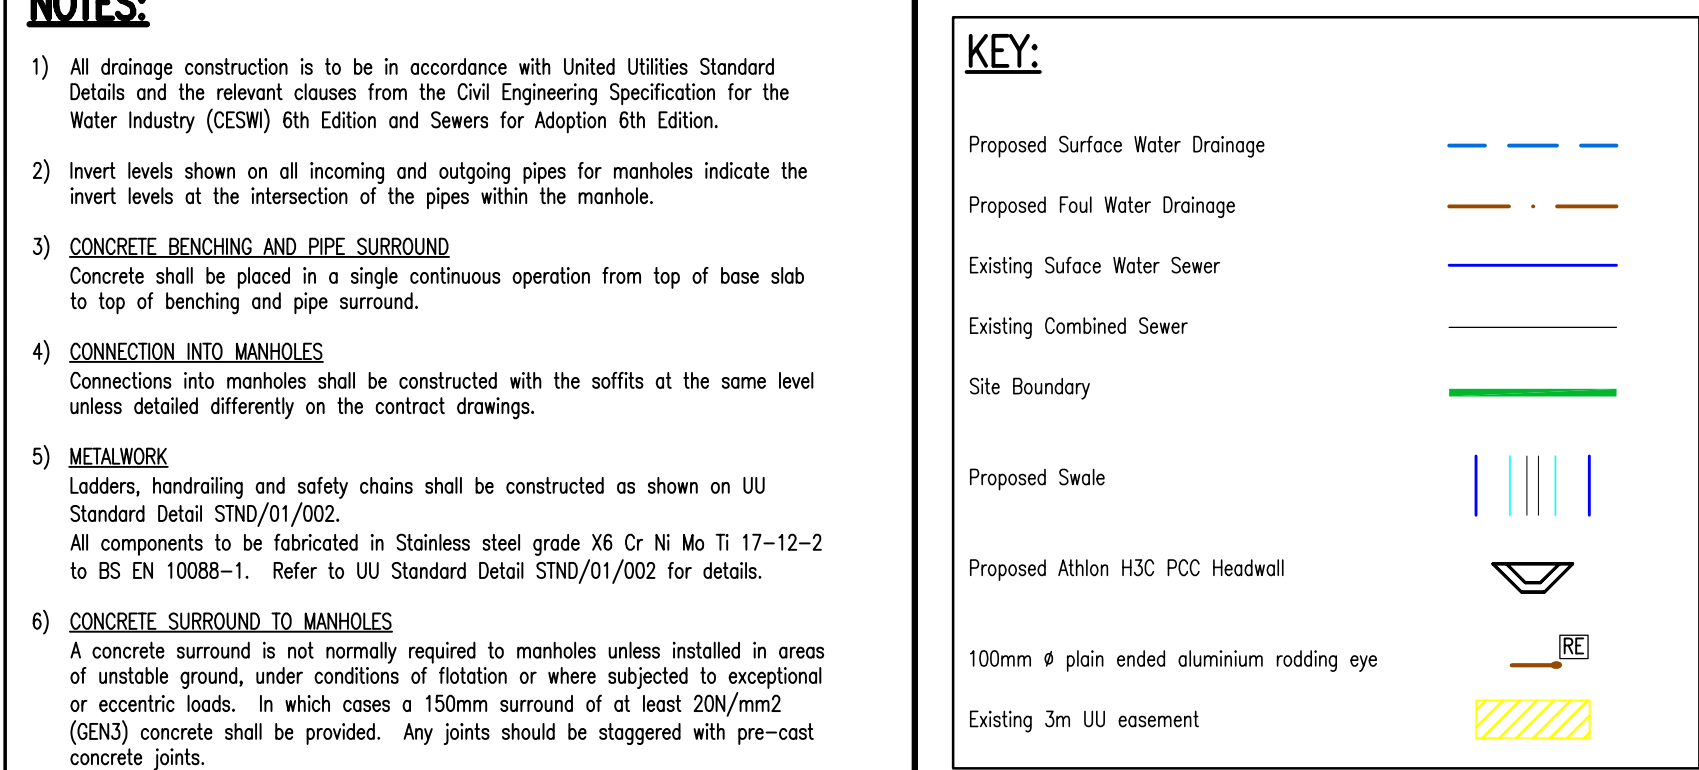 NOTES:
1) All drainage construction is to be in accordance with United Utilities Standard
Details and the relevant clauses from the Civil Engineering Specification for the
Water Industry (CESWI) 6th Edition and Sewers for Adoption 6th Edition.
2) Invert levels shown on all incoming and outgoing pipes for manholes indicate the
invert levels at the intersection of the pipes within the manhole.
3) CONCRETE BENCHING AND PIPE SURROUND
Concrete shall be placed in a single continuous operation from top of base slab
to top of benching and pipe surround.
4) CONNECTION INTO MANHOLES
Connections into manholes shall be constructed with the soffits at the same level
unless detailed differently on the contract drawings.
5) METALWORK
Ladders, handrailing and safety chains shall be constructed as shown on UU
Standard Detail STND/01/002.
All components to be fabricated in Stainless steel grade X6 Cr Ni Mo Ti 17-12-2
to BS EN 10088-1. Refer to UU Standard Detail STND/01/002 for details.
6) CONCRETE SURROUND TO MANHOLES
A concrete surround is not normally required to manholes unless installed in areas
of unstable ground, under conditions of flotation or where subjected to exceptional
or eccentric loads. In which cases a 150mm surround of at least 20N/mm2
(GEN3) concrete shall be provided. Any joints should be staggered with pre-cast
concrete joints.
KEY:
Proposed Surface Water Drainage
Proposed Foul Water Drainage
Existing Suface Water Sewer
Existing Combined Sewer
Site Boundary
Proposed Swale
Proposed Athlon H3C PCC Headwall
100mm ø plain ended aluminium rodding eye
RE
Existing 3m UU easement